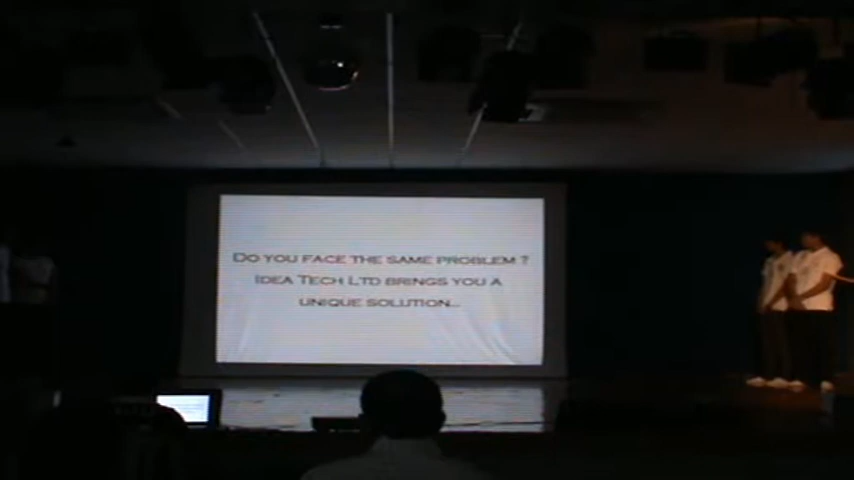 Do you face the same problem ?
Idea Tech Ltd brings you a
unique solution...